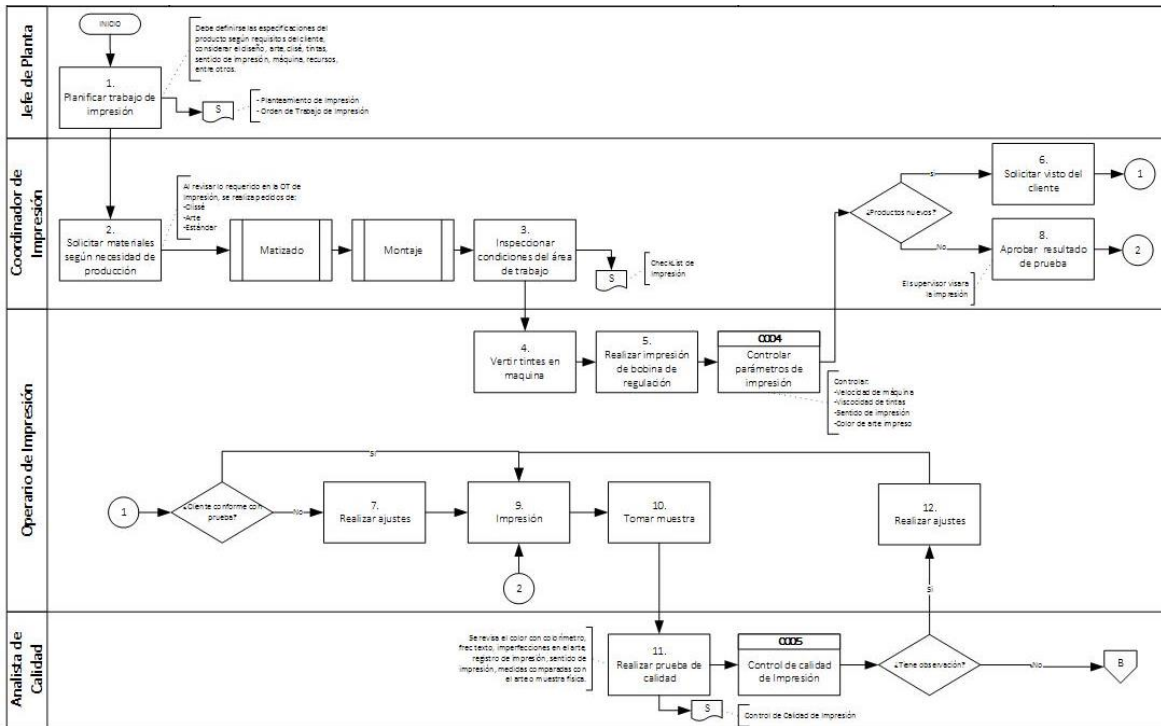 Jefe de Planta
INICIO
Debe definirse las especificaciones del
producto según requisitos del cliente,
considerar el diseño, arte, clisé, tintas,
sentido de impresión, máquina, recursos,
entre otros.
1.
Planificar trabajo de
impresión
S
- Planteamiento de Impresión
- Orden de Trabajo de Impresión
Coordinador de
Impresión
Al revisar lo requerido en la OT de
Impresión, se realiza pedidos de:
-Clissé
-Arte
-Estándar
2.
Solicitar materiales
según necesidad de
producción
Matizado
Montaje
3.
Inspeccionar
condiciones del área
de trabajo
S
CheckList de
Impresión
¿Productos nuevos?
si
6.
Solicitar visto del
cliente
1
No
8.
Aprobar resultado
de prueba
2
El supervisor visara
la impresión
Operario de Impresión
4.
Vertir tintes en
maquina
5.
Realizar impresión
de bobina de
regulación
COD4
Controlar
parámetros de
impresión
Controlar:
-Velocidad de máquina
-Viscocidad de tintas
-Sentido de impresión
-Color de arte impreso
1
¿Cliente conforme con
prueba?
Si
No
7.
Realizar ajustes
9.
Impresión
2
10.
Tomar muestra
12.
Realizar ajustes
Si
Analista de
Calidad
Se revisa el color con colorímetro,
frec texto, imperfecciones en el arte,
registro de impresión, sentido de
impresión, medidas comparadas con
el arte o muestra física.
11.
Realizar prueba de
calidad
S
Control de Calidad de Impresión
COD5
Control de calidad
de Impresión
¿Tiene observación?
No
B